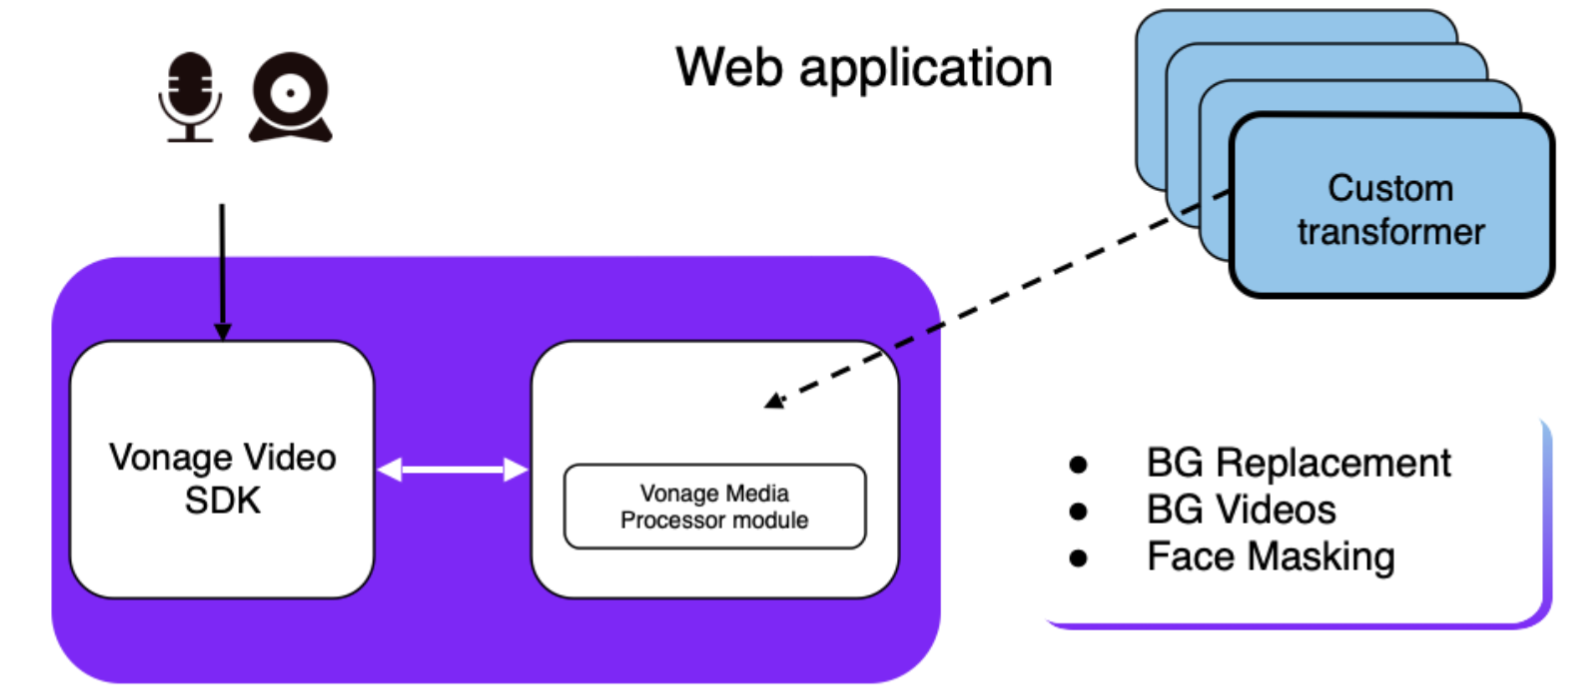 Web application
Custom
transformer
Vonage Video
SDK
Vonage Media
Processor module
● BG Replacement
● BG Videos
● Face Masking